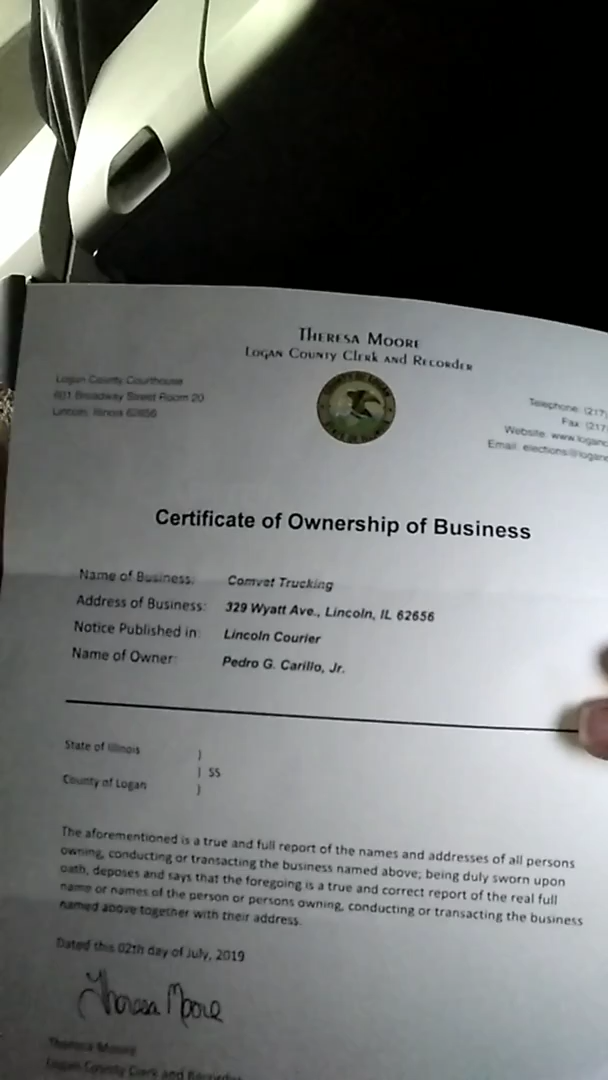 THERESA MOORE
LOGAN COUNTY CLERK AND RECORDER
Logan County Courthouse
601 Broadway Street Room 20
Lincoln, Illinois 62656
Telephone: (217)
Fax: (217)
Website: www.loganc
Email: elections@loganc
Certificate of Ownership of Business
Name of Business: Comvet Trucking
Address of Business: 329 Wyatt Ave., Lincoln, IL 62656
Notice Published in: Lincoln Courier
Name of Owner: Pedro G. Carillo, Jr.
State of Illinois )
) SS
County of Logan )
The aforementioned is a true and full report of the names and addresses of all persons
owning, conducting or transacting the business named above; being duly sworn upon
oath, deposes and says that the foregoing is a true and correct report of the real full
name or names of the person or persons owning, conducting or transacting the business
named above together with their address.
Dated this 02th day of July, 2019
Theresa Moore
Theresa Moore
Logan County Clerk and Recorder